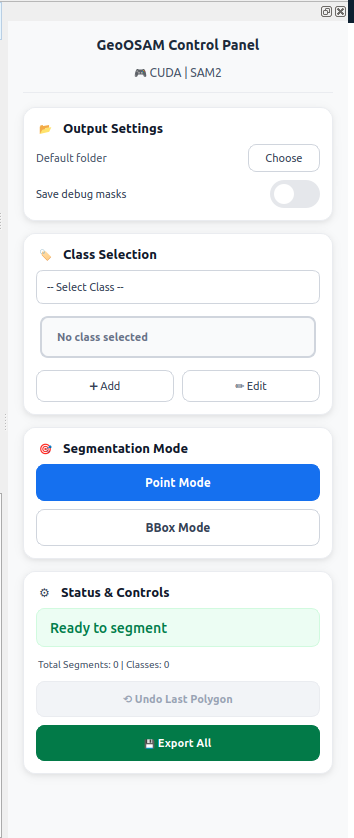 GeoOSAM Control Panel
🎮 CUDA | SAM2
📂 Output Settings
Default folder
Choose
Save debug masks
🏷️ Class Selection
-- Select Class --
No class selected
➕ Add
✏ Edit
🎯 Segmentation Mode
Point Mode
BBox Mode
⚙ Status & Controls
Ready to segment
Total Segments: 0 | Classes: 0
⟲ Undo Last Polygon
💾 Export All